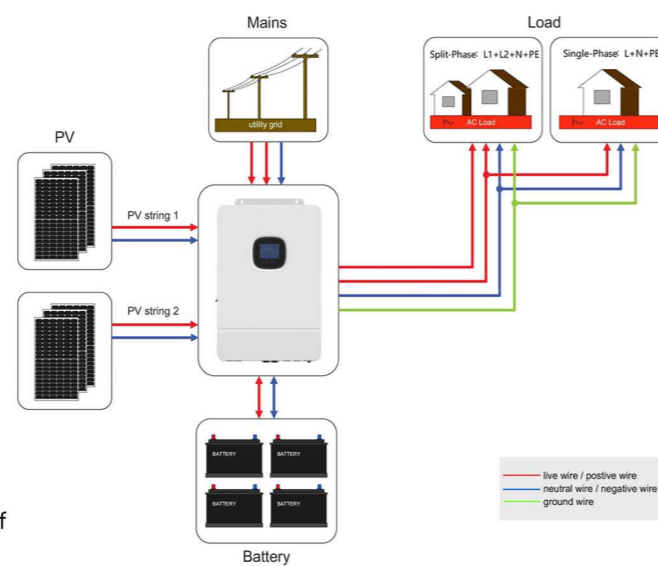 Mains
utility grid
Load
Split-Phase: L1+L2+N+PE
AC Load
Single-Phase: L+N+PE
AC Load
PV
PV string 1
PV string 2
BATTERY
BATTERY
BATTERY
BATTERY
Battery
live wire / postive wire
neutral wire / negative wire
ground wire
f